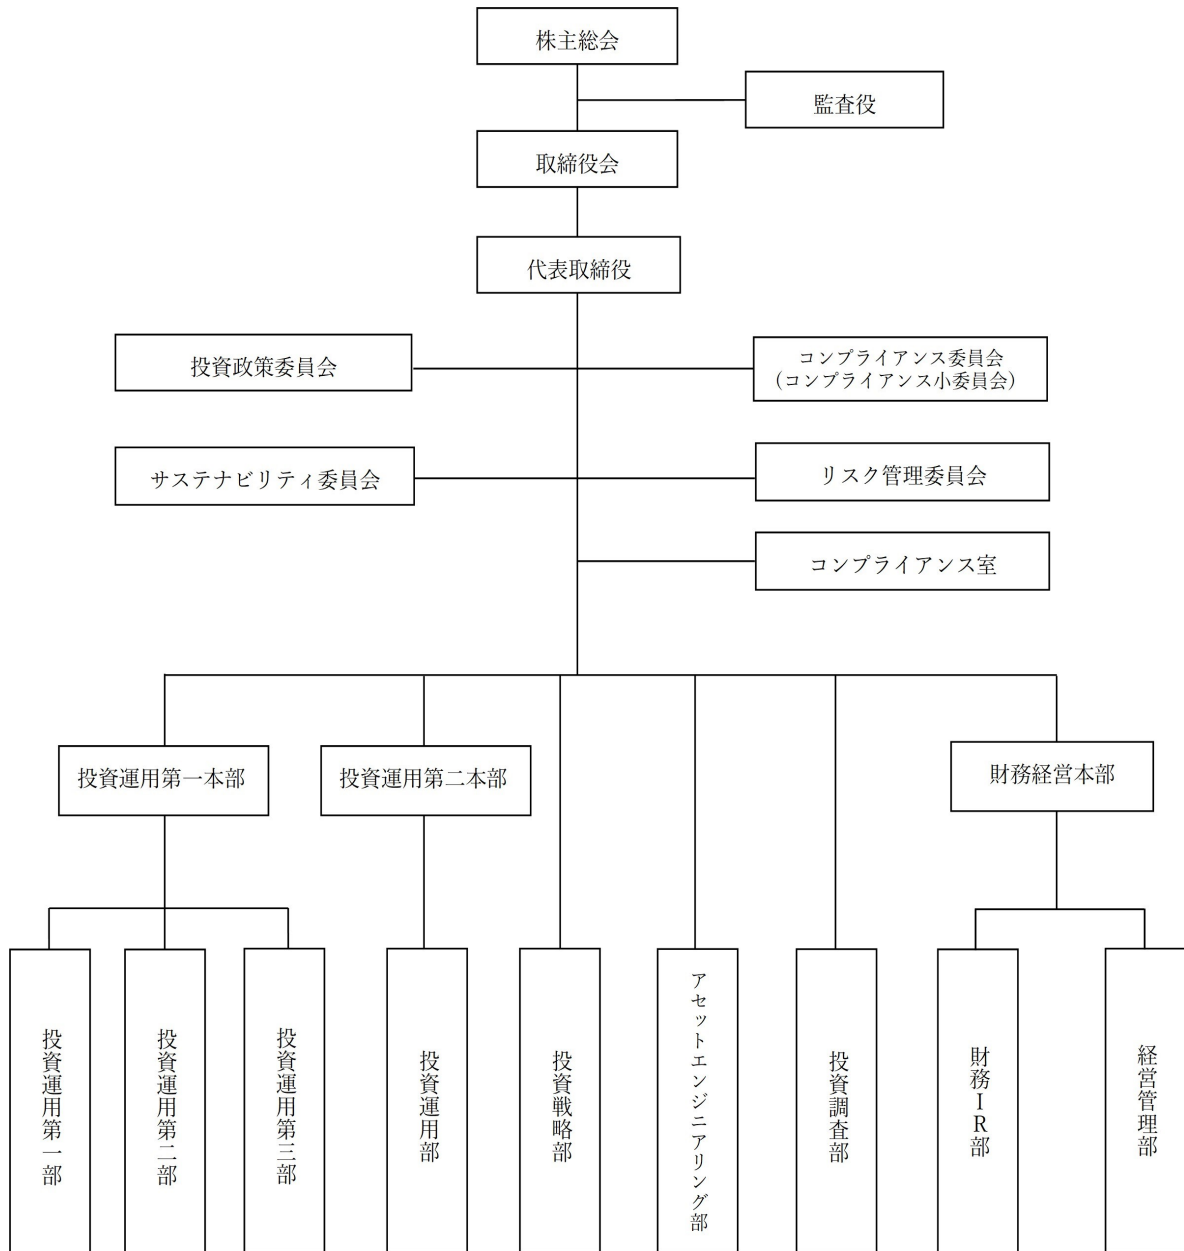 株主総会
監査役
取締役会
代表取締役
投資政策委員会
コンプライアンス委員会
（コンプライアンス小委員会）
サステナビリティ委員会
リスク管理委員会
コンプライアンス室
投資運用第一本部
投資運用第二本部
財務経営本部
投資運用第一部
投資運用第二部
投資運用第三部
投資運用部
投資戦略部
アセットエンジニアリング部
投資調査部
財務ＩＲ部
経営管理部